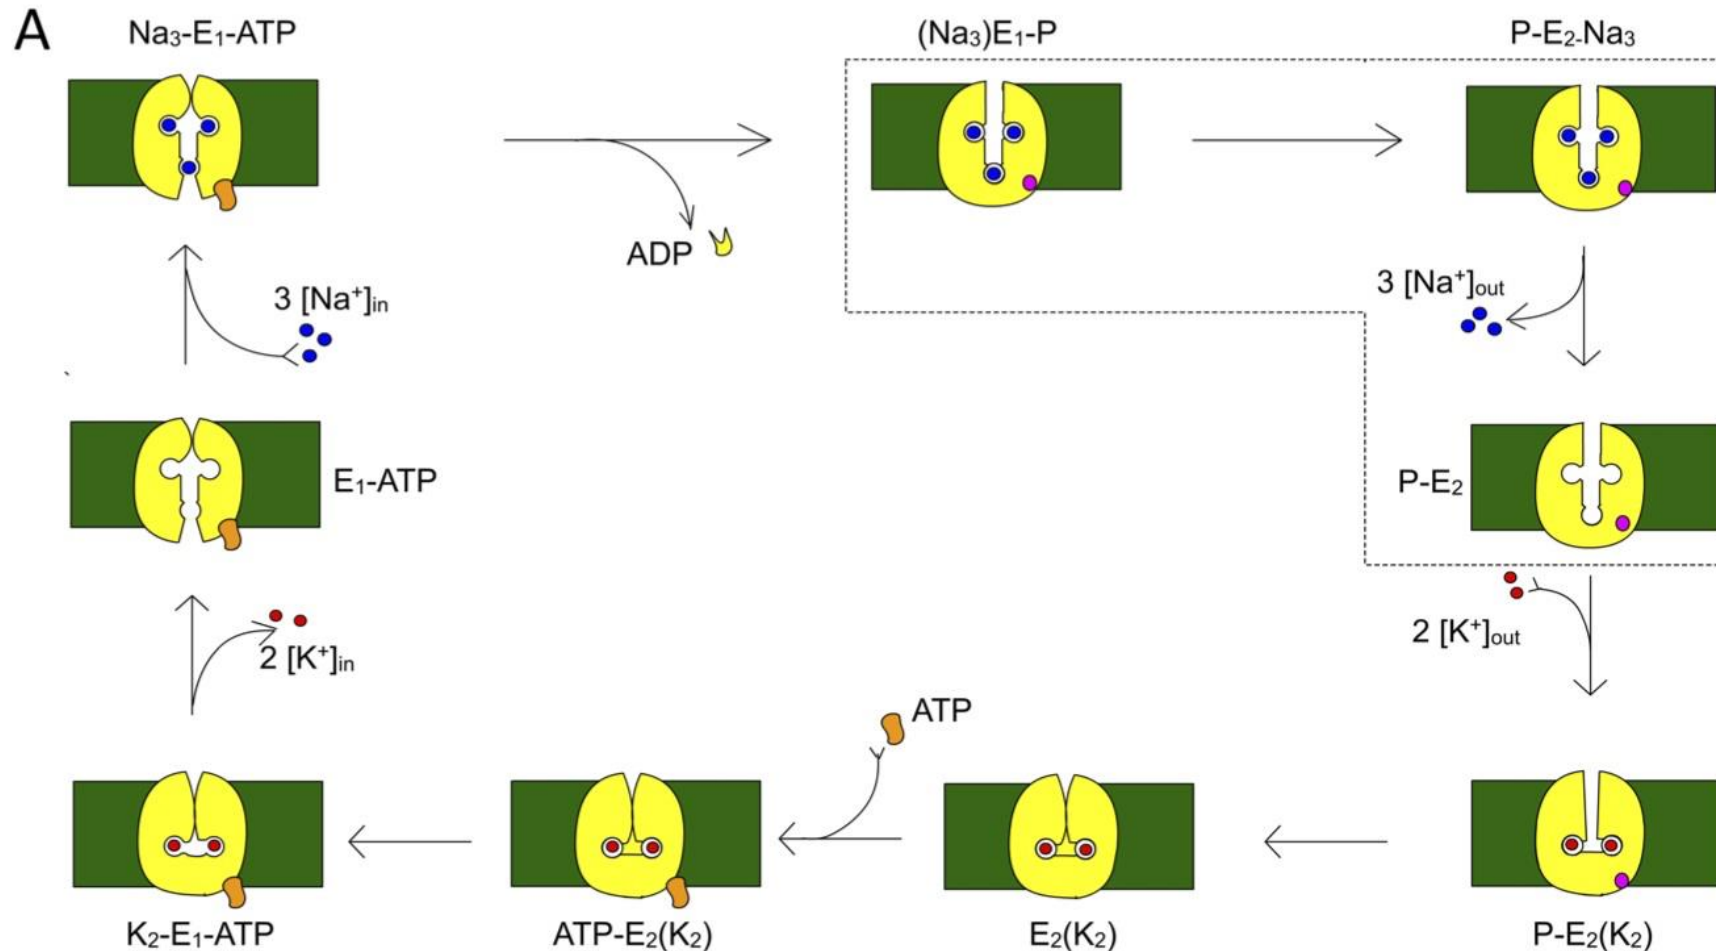 A
Na₃-E₁-ATP
(Na₃)E₁-P
P-E₂-Na₃
ADP
3 [Na⁺]in
3 [Na⁺]out
E₁-ATP
P-E₂
2 [K⁺]in
2 [K⁺]out
ATP
K₂-E₁-ATP
ATP-E₂(K₂)
E₂(K₂)
P-E₂(K₂)